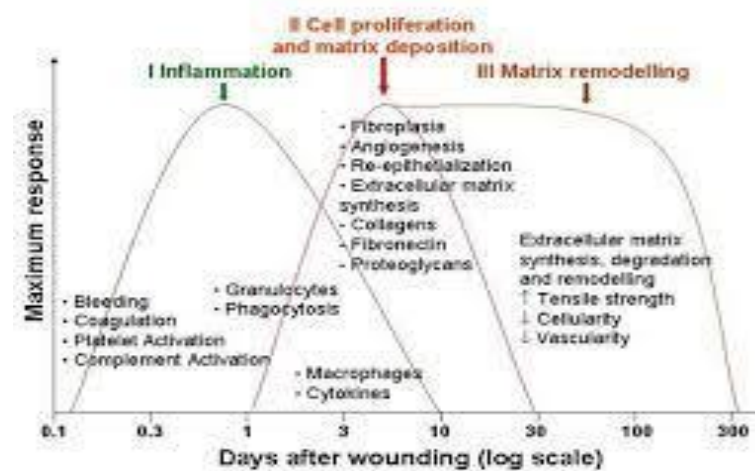 II Cell proliferation
and matrix deposition
I Inflammation
III Matrix remodelling
Maximum response
- Fibroplasia
- Angiogenesis
- Re-epithetialization
- Extracellular matrix
synthesis
- Collagens
- Fibronectin
- Proteoglycans
Extracellular matrix
synthesis, degradation
and remodelling
↑ Tensile strength
↓ Cellularity
↓ Vascularity
- Granulocytes
- Phagocytosis
- Bleeding
- Coagulation
- Platelet Activation
- Complement Activation
- Macrophages
- Cytokines
0.1 0.3 1 3 10 30 100 300
Days after wounding (log scale)